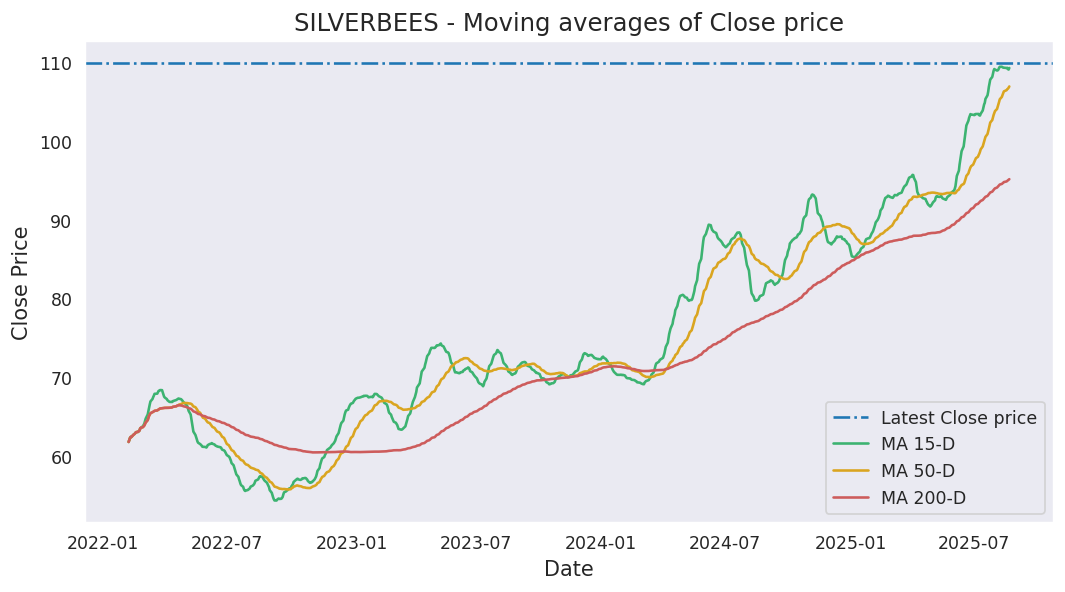 SILVERBEES - Moving averages of Close price
110
100
90
80
70
60
Close Price
2022-01 2022-07 2023-01 2023-07 2024-01 2024-07 2025-01 2025-07
Date
Latest Close price
MA 15-D
MA 50-D
MA 200-D